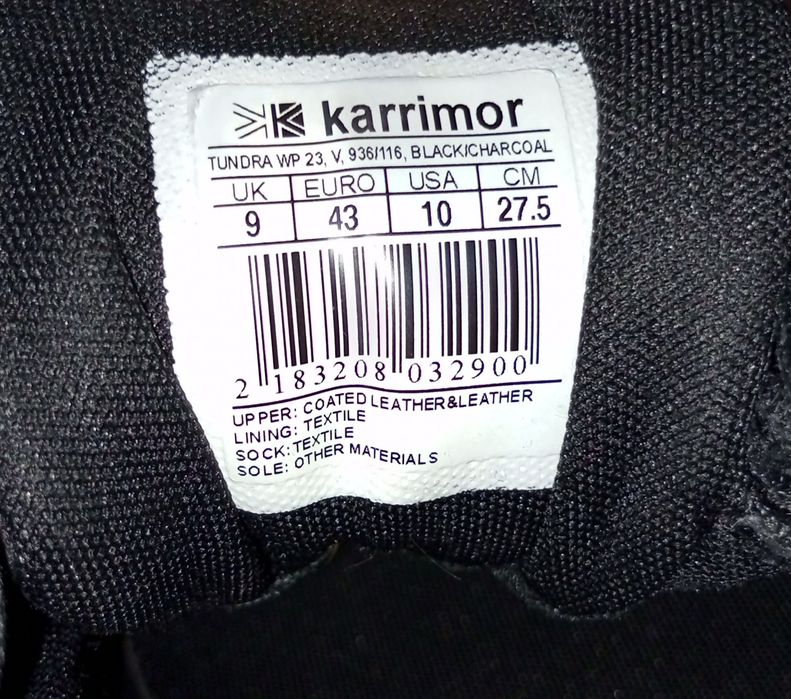 karrimor
TUNDRA WP 23, V, 936/116, BLACK/CHARCOAL
UK EURO USA CM
9 43 10 27.5
2 183208 032900
UPPER: COATED LEATHER&LEATHER
LINING: TEXTILE
SOCK: TEXTILE
SOLE: OTHER MATERIALS